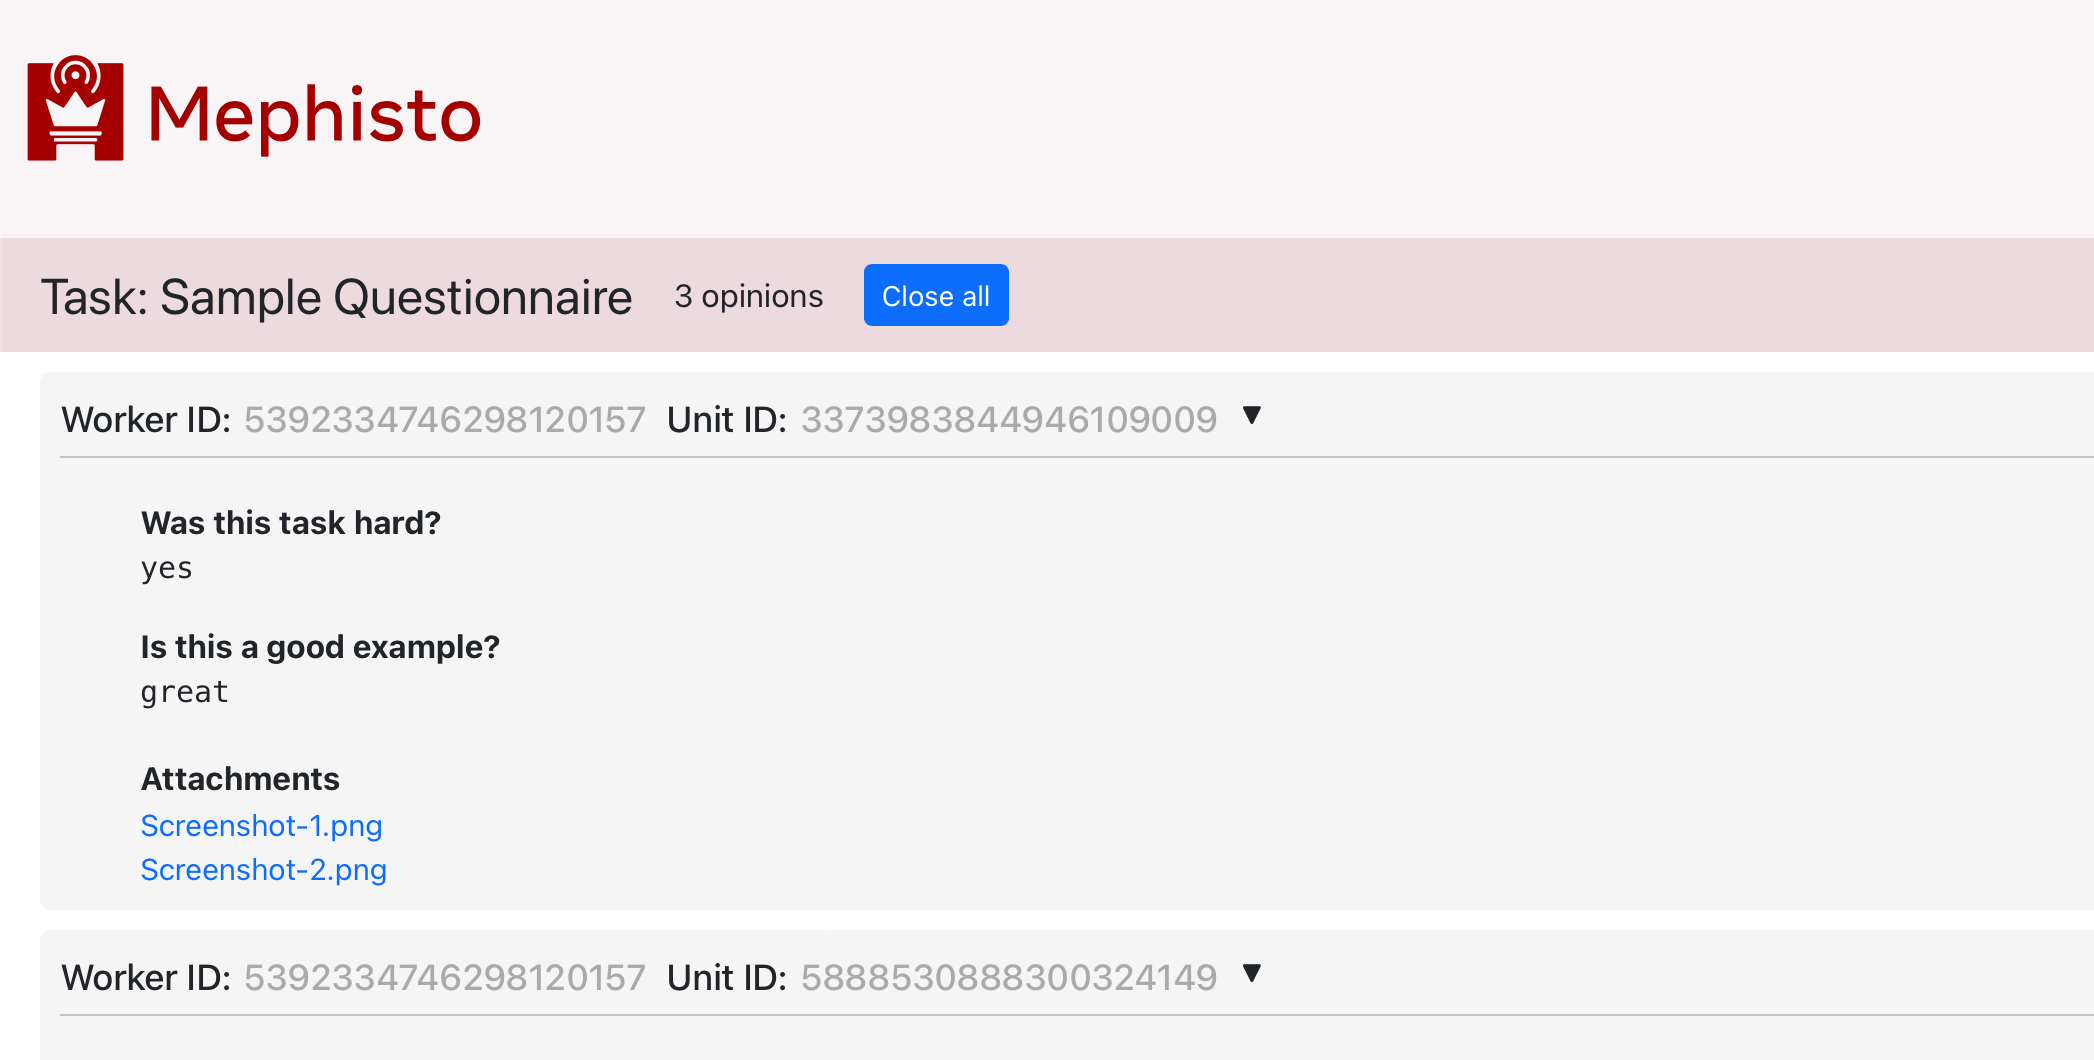 Mephisto
Task: Sample Questionnaire 3 opinions Close all
Worker ID: 5392334746298120157 Unit ID: 3373983844946109009 ▼
Was this task hard?
yes
Is this a good example?
great
Attachments
Screenshot-1.png
Screenshot-2.png
Worker ID: 5392334746298120157 Unit ID: 5888530888300324149 ▼